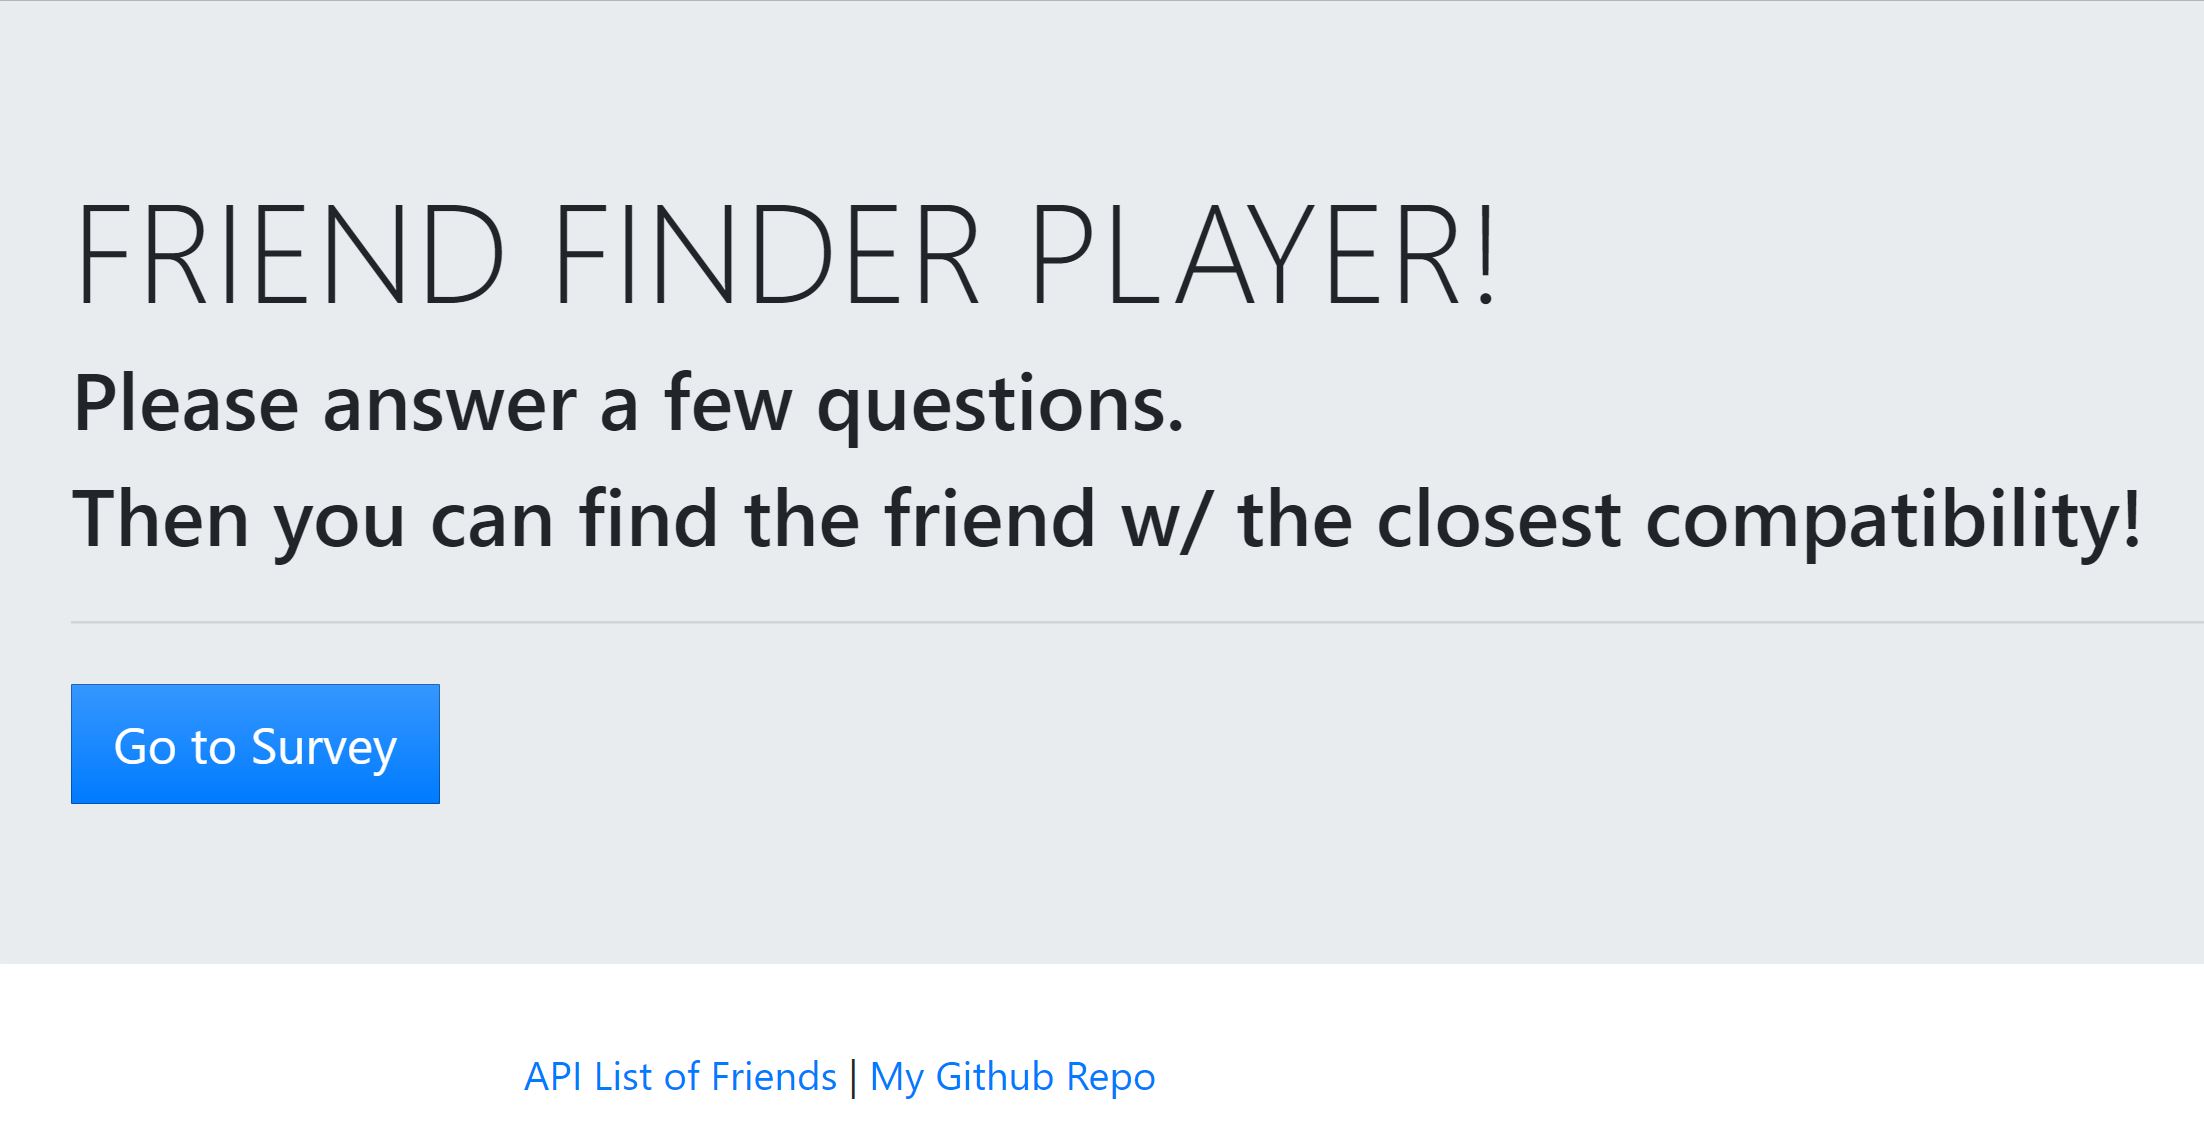 FRIEND FINDER PLAYER!
Please answer a few questions.
Then you can find the friend w/ the closest compatibility!
Go to Survey
API List of Friends | My Github Repo